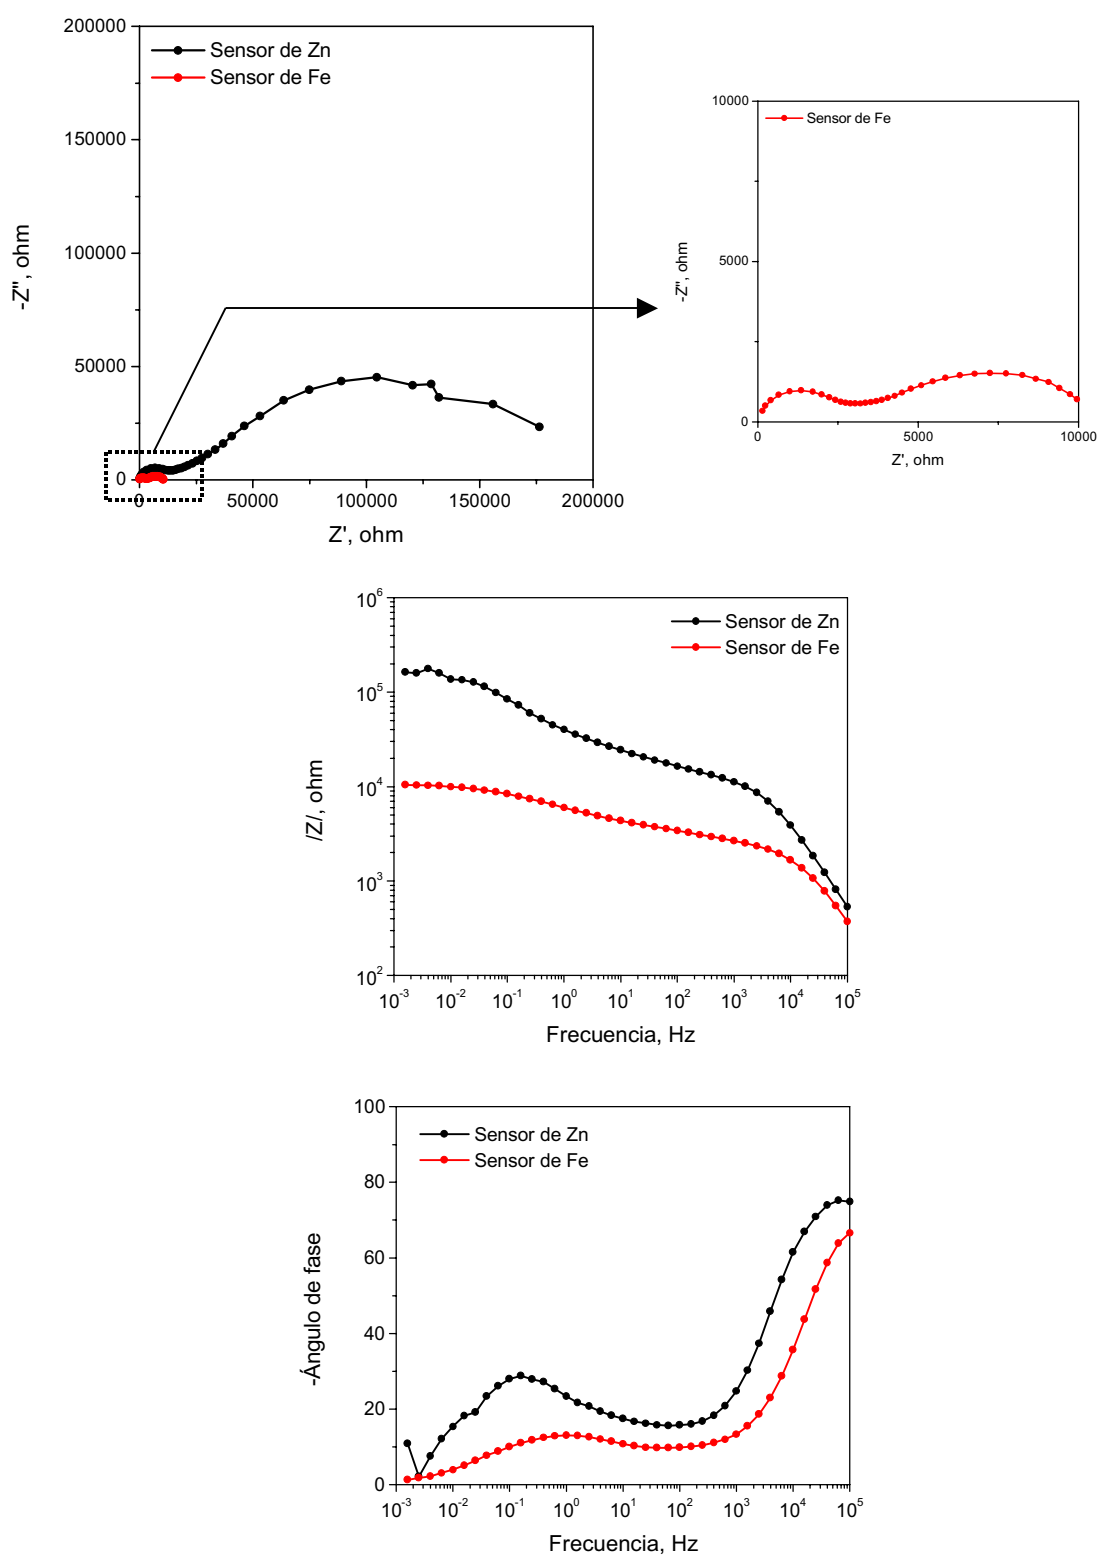 200000
150000
100000
50000
0
-Z", ohm
Sensor de Zn
Sensor de Fe
0 50000 100000 150000 200000
Z', ohm
10000
5000
0
-Z", ohm
Sensor de Fe
0 5000 10000
Z', ohm
10⁶
10⁵
10⁴
10³
10²
/Z/, ohm
Sensor de Zn
Sensor de Fe
10⁻³ 10⁻² 10⁻¹ 10⁰ 10¹ 10² 10³ 10⁴ 10⁵
Frecuencia, Hz
100
80
60
40
20
0
-Ángulo de fase
Sensor de Zn
Sensor de Fe
10⁻³ 10⁻² 10⁻¹ 10⁰ 10¹ 10² 10³ 10⁴ 10⁵
Frecuencia, Hz